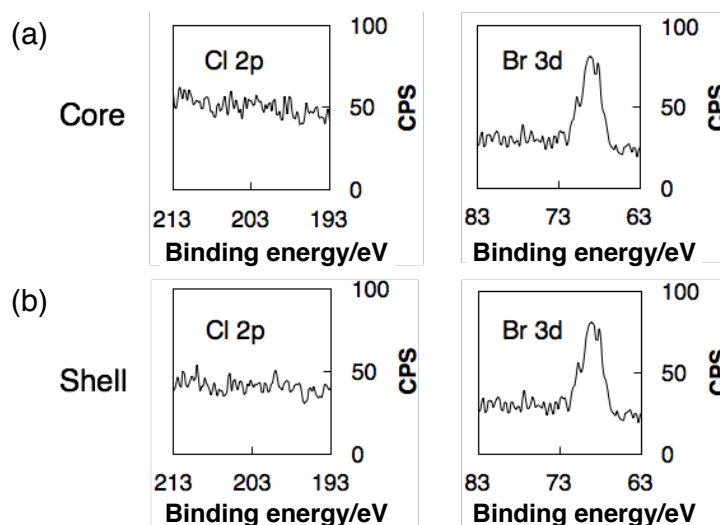 (a)
Core
Cl 2p
100
50
0
CPS
213 203 193
Binding energy/eV
Br 3d
100
50
0
CPS
83 73 63
Binding energy/eV
(b)
Shell
Cl 2p
100
50
0
CPS
213 203 193
Binding energy/eV
Br 3d
100
50
0
CPS
83 73 63
Binding energy/eV